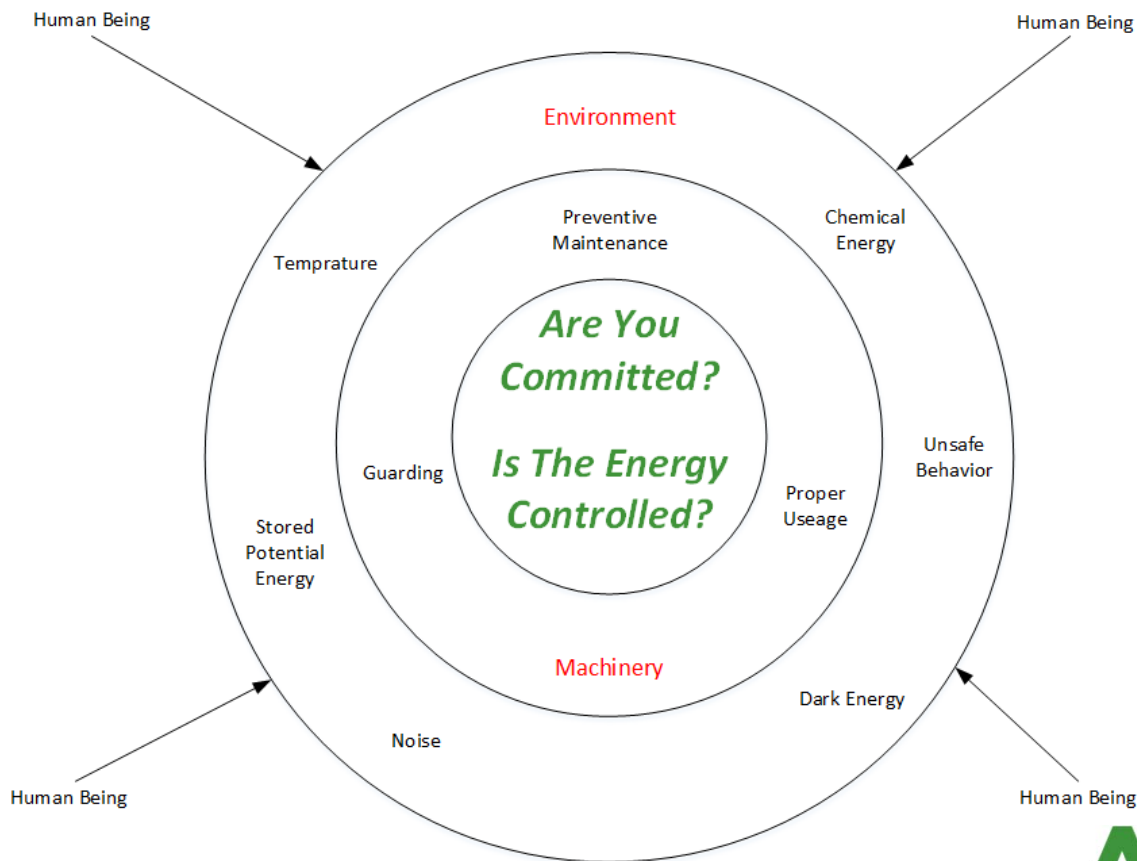 Human Being
Human Being
Environment
Preventive
Maintenance
Chemical
Energy
Temprature
Are You
Committed?
Is The Energy
Controlled?
Guarding
Unsafe
Behavior
Proper
Useage
Stored
Potential
Energy
Machinery
Dark Energy
Noise
Human Being
Human Being